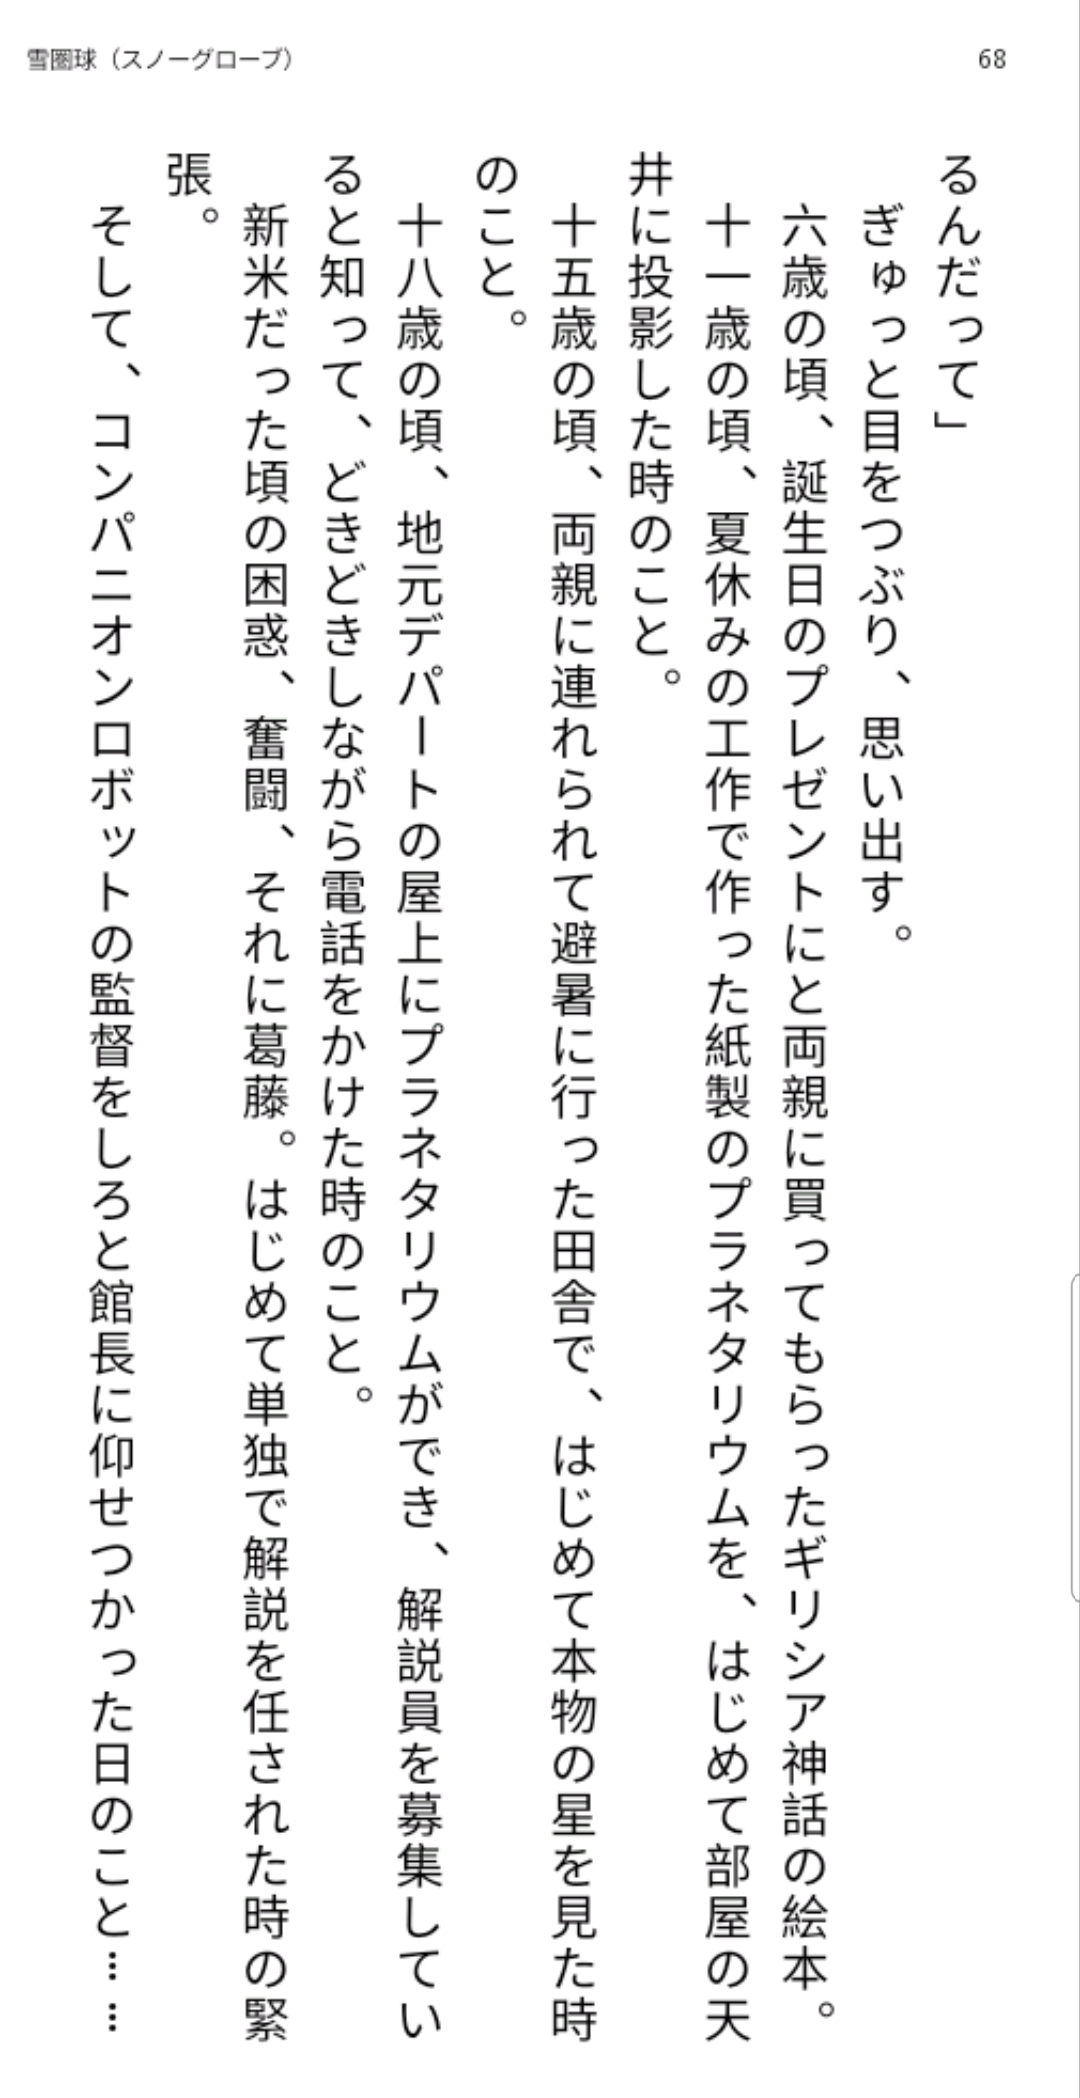 雪圏球（スノーグローブ）
68
るんだって」
ぎゅっと目をつぶり、思い出す。
六歳の頃、誕生日のプレゼントにと両親に買ってもらったギリシア神話の絵本。
十一歳の頃、夏休みの工作で作った紙製のプラネタリウムを、はじめて部屋の天
井に投影した時のこと。
十五歳の頃、両親に連れられて避暑に行った田舎で、はじめて本物の星を見た時
のこと。
十八歳の頃、地元デパートの屋上にプラネタリウムができ、解説員を募集してい
ると知って、どきどきしながら電話をかけた時のこと。
新米だった頃の困惑、奮闘、それに葛藤。はじめて単独で解説を任された時の緊
張。
そして、コンパニオンロボットの監督をしろと館長に仰せつかった日のこと……